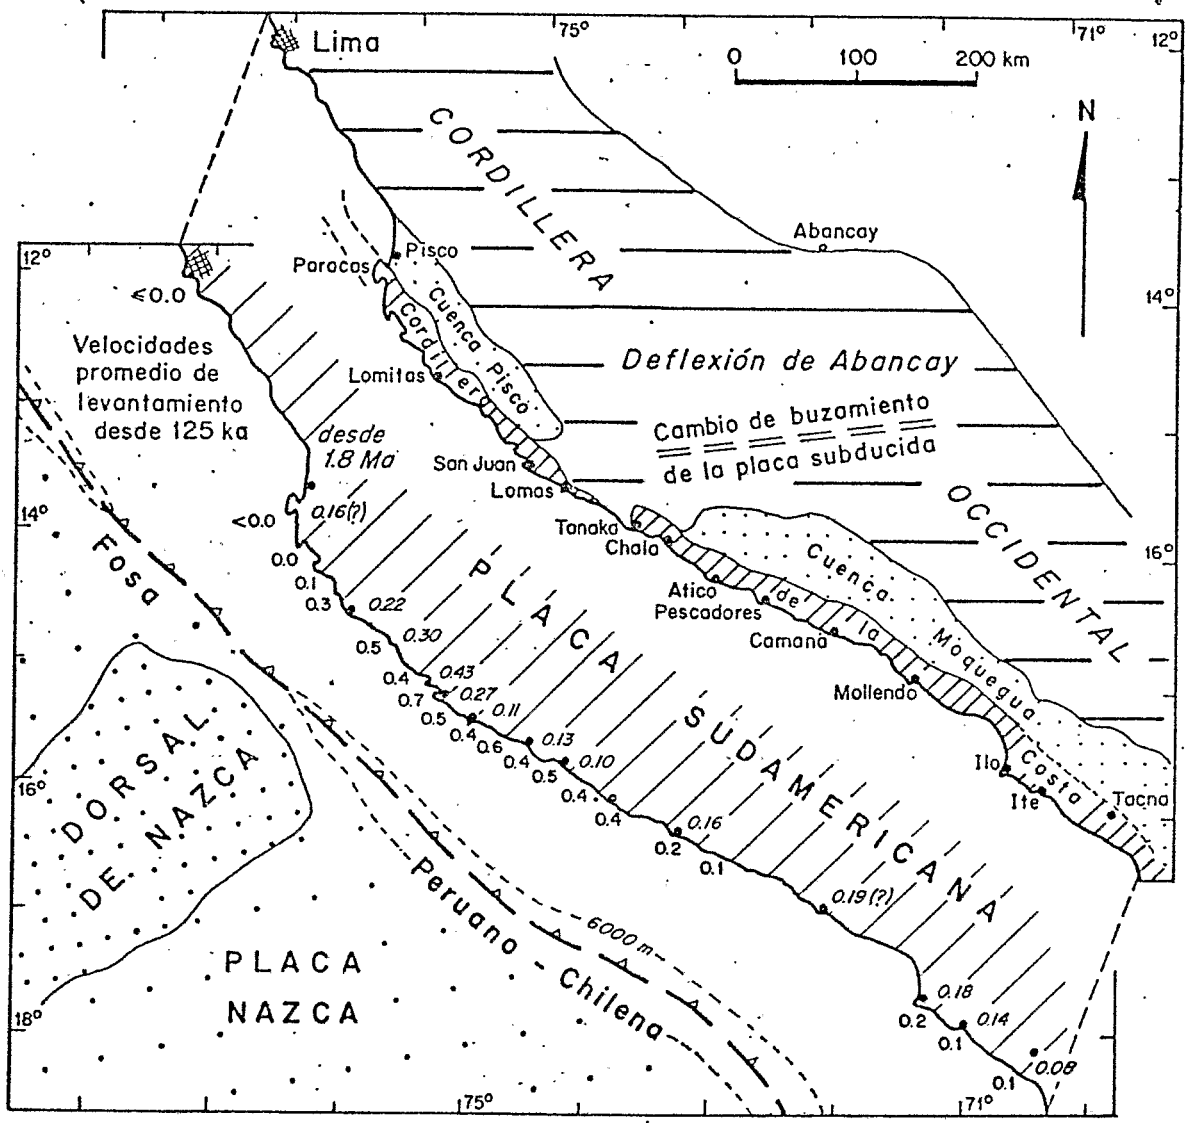 75°
71°
12°
Lima
0 100 200 km
N
CORDILLERA
Abancay
Pisco
Paracas
12°
≤0.0
14°
Cuenca Pisco
Cordillera
Velocidades
promedio de
levantamiento
desde 125 ka
Lomitas
Deflexión de Abancay
Cambio de buzamiento
de la placa subducida
desde
1.8 Ma
San Juan
Lomas
OCCIDENTAL
14°
<0.0
0.16(?)
Tanaka
Chala
16°
Fosa
0.0
0.1
0.3
0.22
PLACA
Cuenca
Atico
Pescadores
de
la
Camaná
Moquegua
0.30
0.5
0.43
0.4
0.27
0.7
0.11
0.5
0.4
0.6
0.13
0.4
0.10
0.5
0.4
0.4
Mollendo
SUDAMERICANA
Costa
Ilo
Ite
Tacna
16°
DORSAL
DE NAZCA
0.16
0.2
0.1
0.19(?)
Peruano - Chilena
6000 m
PLACA
NAZCA
18°
0.18
0.2
0.14
0.1
0.08
0.1
75°
71°